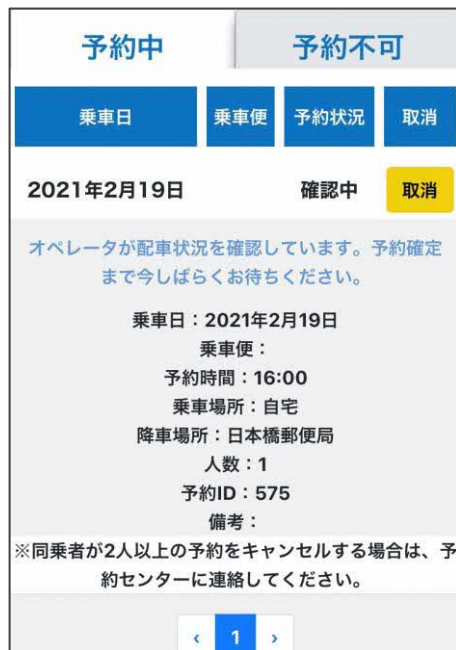 予約中 予約不可
乗車日 乗車便 予約状況 取消
2021年2月19日 確認中 取消
オペレータが配車状況を確認しています。予約確定
まで今しばらくお待ちください。
乗車日：2021年2月19日
乗車便：
予約時間：16:00
乗車場所：自宅
降車場所：日本橋郵便局
人数：1
予約ID：575
備考：
※同乗者が2人以上の予約をキャンセルする場合は、予
約センターに連絡してください。
‹ 1 ›